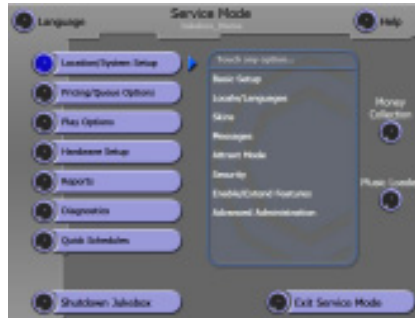 Language
Service Mode
Help
Location/System Setup
Pricing/Queue Options
Play Options
Hardware Setup
Reports
Diagnostics
Quick Schedules
Shutdown Jukebox
Touch any option...
Basic Setup
Locale/Languages
Skins
Messages
Attract Mode
Security
Enable/Extend Features
Advanced Administration
Money
Collection
Music Loader
Exit Service Mode